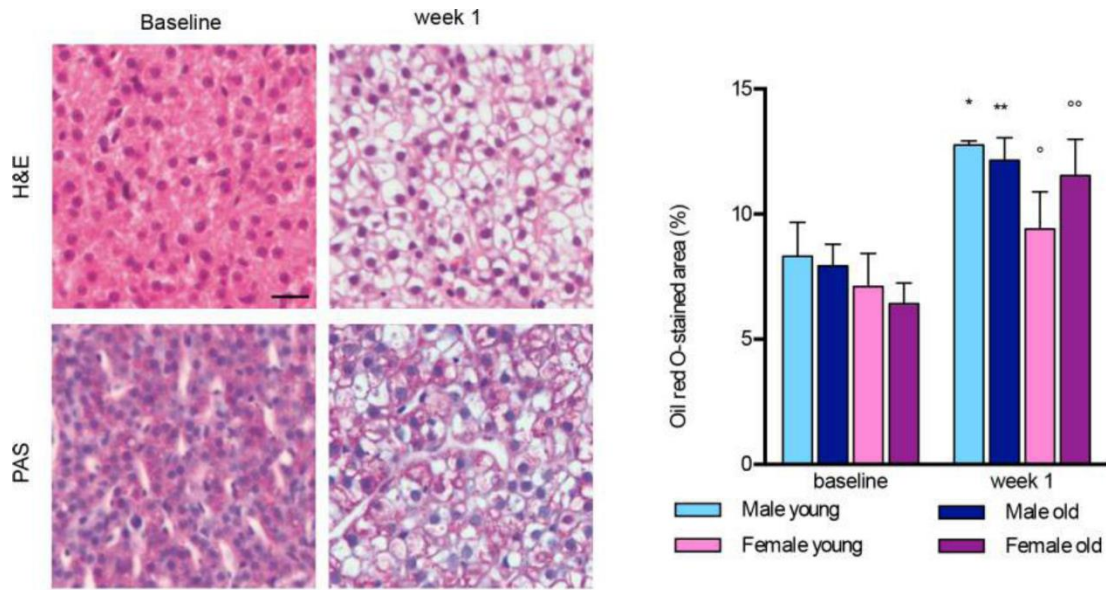 Baseline
week 1
H&E
PAS
Oil red O-stained area (%)
15
10
5
0
*
**
°
°°
baseline
week 1
Male young
Male old
Female young
Female old